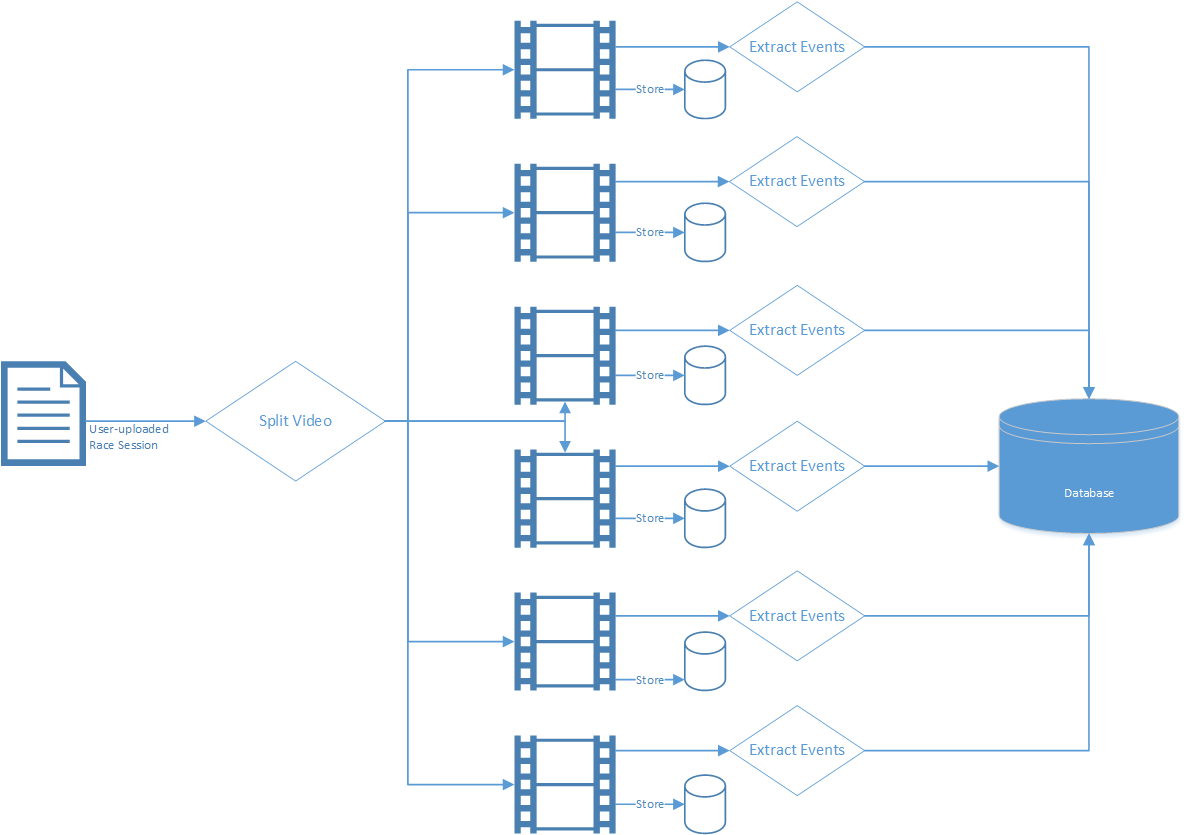 Extract Events
Store
Extract Events
Store
Extract Events
Store
User-uploaded
Race Session
Split Video
Extract Events
Store
Database
Extract Events
Store
Extract Events
Store